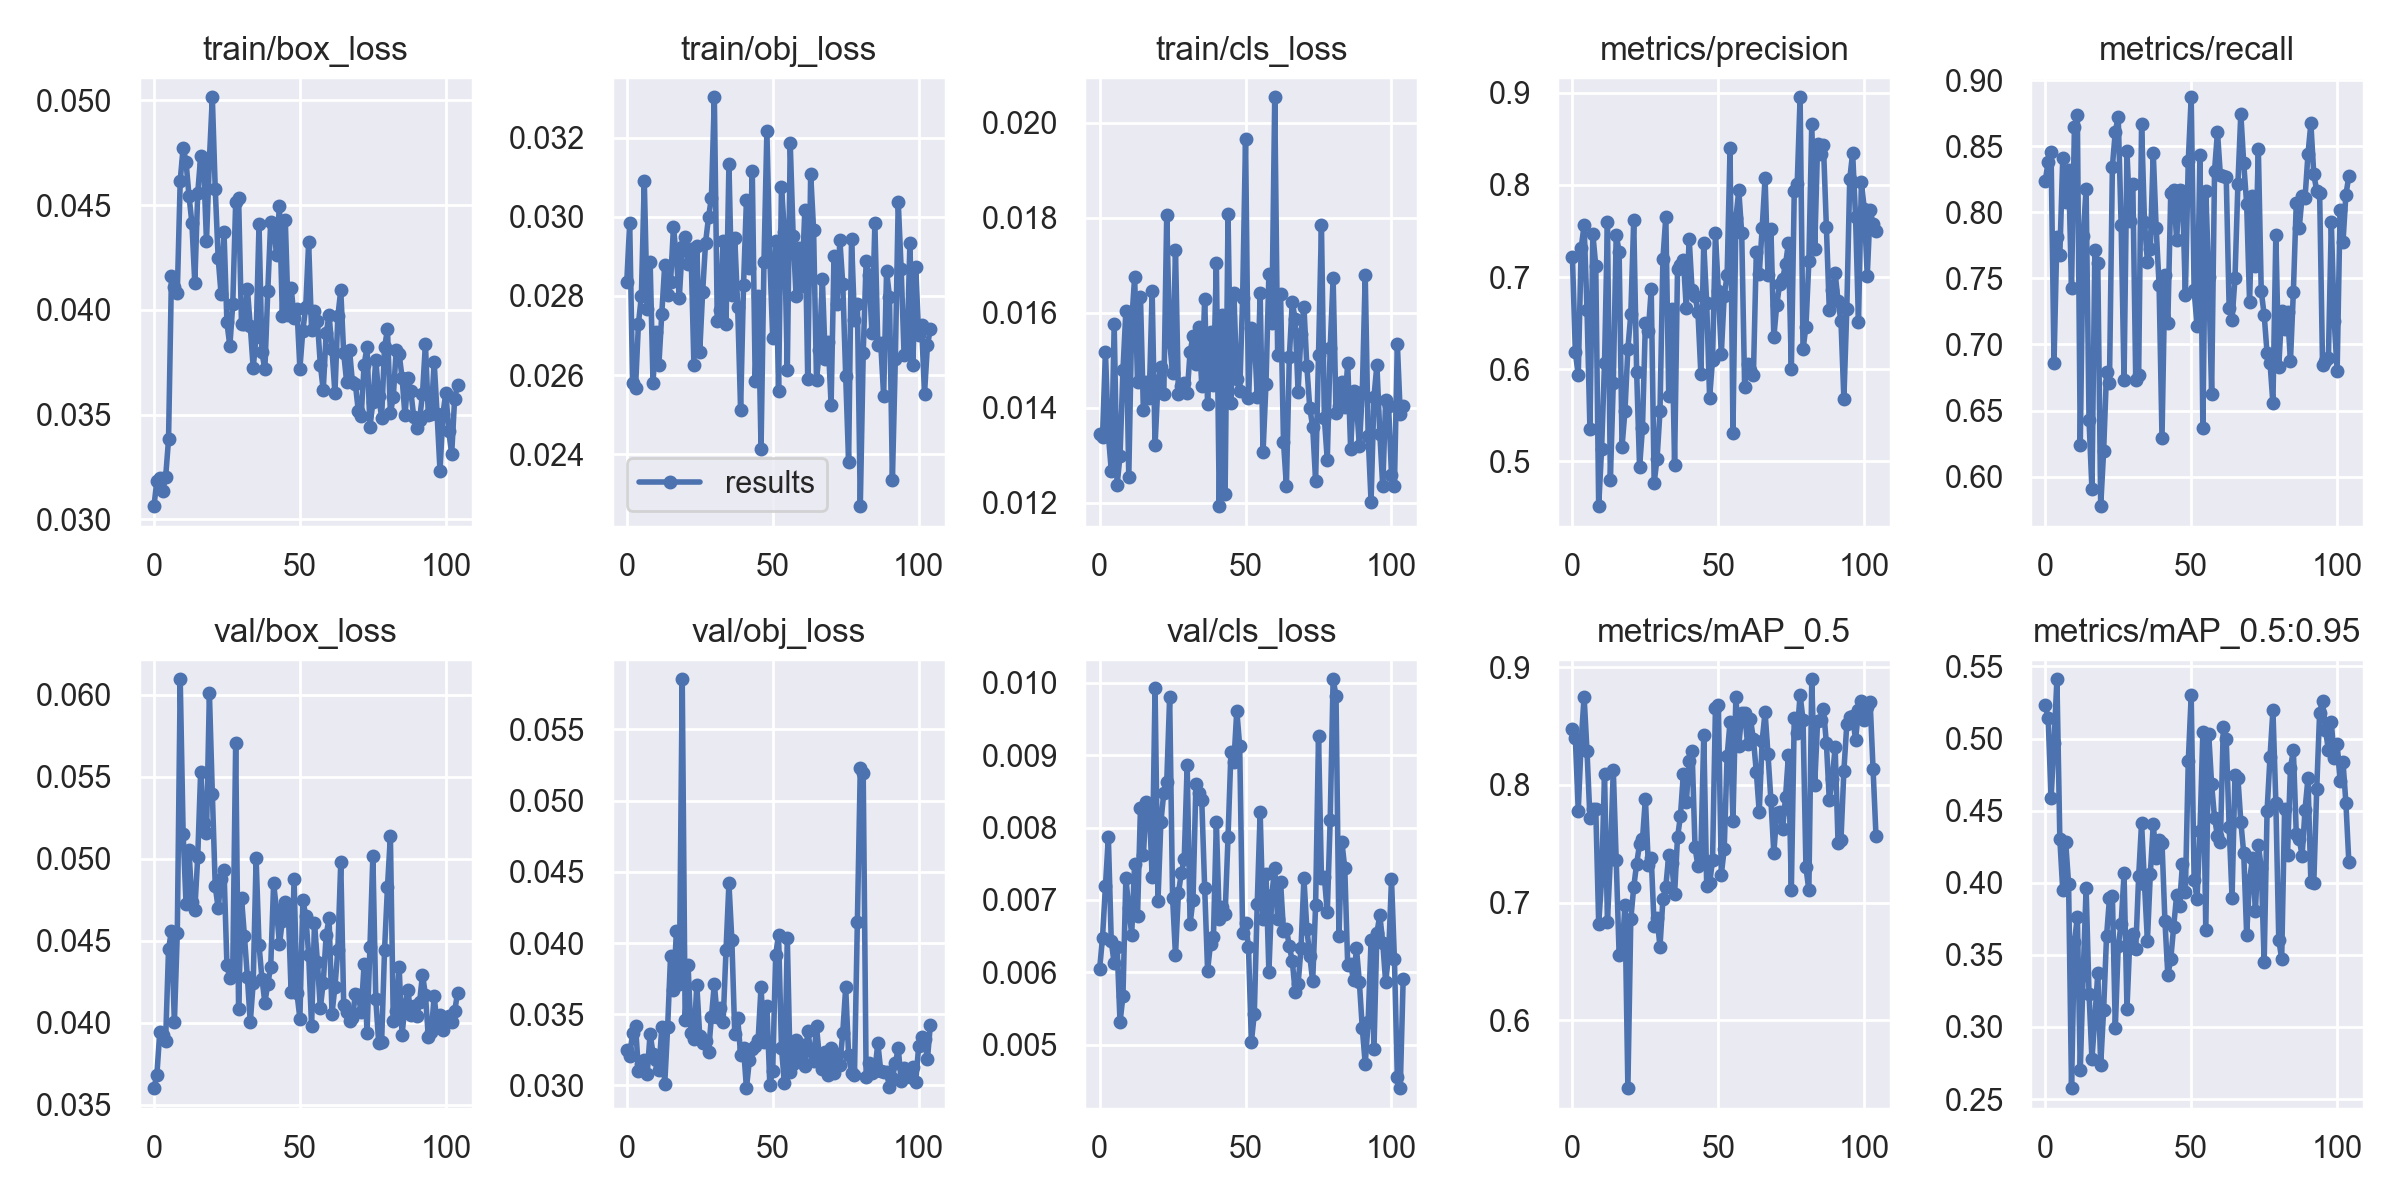 train/box_loss
train/obj_loss
train/cls_loss
metrics/precision
metrics/recall
0.050
0.045
0.040
0.035
0.030
0 50 100
0.032
0.030
0.028
0.026
0.024
results
0 50 100
0.020
0.018
0.016
0.014
0.012
0 50 100
0.9
0.8
0.7
0.6
0.5
0 50 100
0.90
0.85
0.80
0.75
0.70
0.65
0.60
0 50 100
val/box_loss
val/obj_loss
val/cls_loss
metrics/mAP_0.5
metrics/mAP_0.5:0.95
0.060
0.055
0.050
0.045
0.040
0.035
0 50 100
0.055
0.050
0.045
0.040
0.035
0.030
0 50 100
0.010
0.009
0.008
0.007
0.006
0.005
0 50 100
0.9
0.8
0.7
0.6
0 50 100
0.55
0.50
0.45
0.40
0.35
0.30
0.25
0 50 100